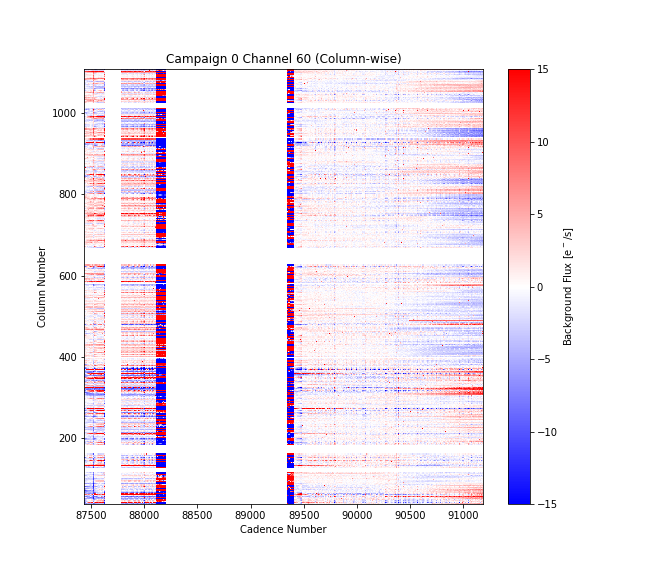 Campaign 0 Channel 60 (Column-wise)
1000
800
600
400
200
Column Number
87500 88000 88500 89000 89500 90000 90500 91000
Cadence Number
15
10
5
0
−5
−10
−15
Background Flux [e⁻/s]